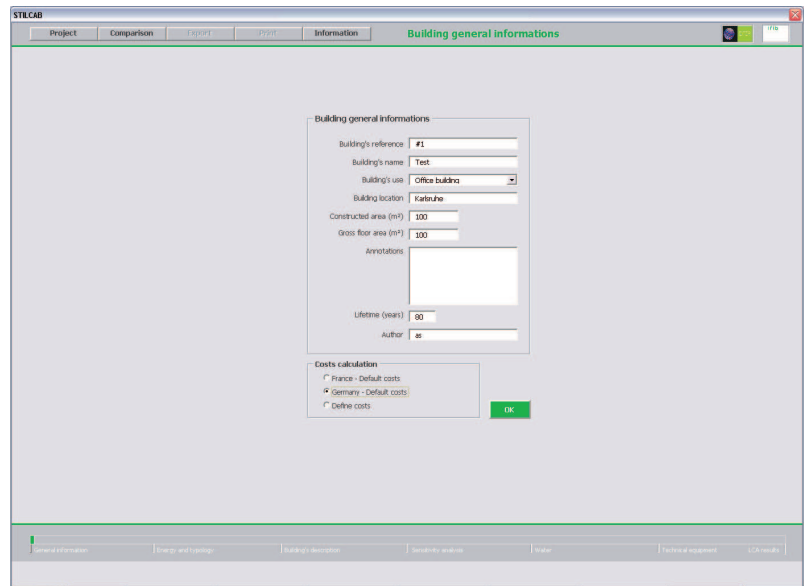 STILCAB
Project Comparison Export Print Information Building general informations
ifib
Building general informations
Building's reference #1
Building's name Test
Building's use Office building
Building location Karlsruhe
Constructed area (m²) 100
Gross floor area (m²) 100
Annotations
Lifetime (years) 80
Author as
Costs calculation
France - Default costs
Germany - Default costs
Define costs
OK
General information Energy and typology Building's description Sensitivity analysis Water Technical equipment LCA results